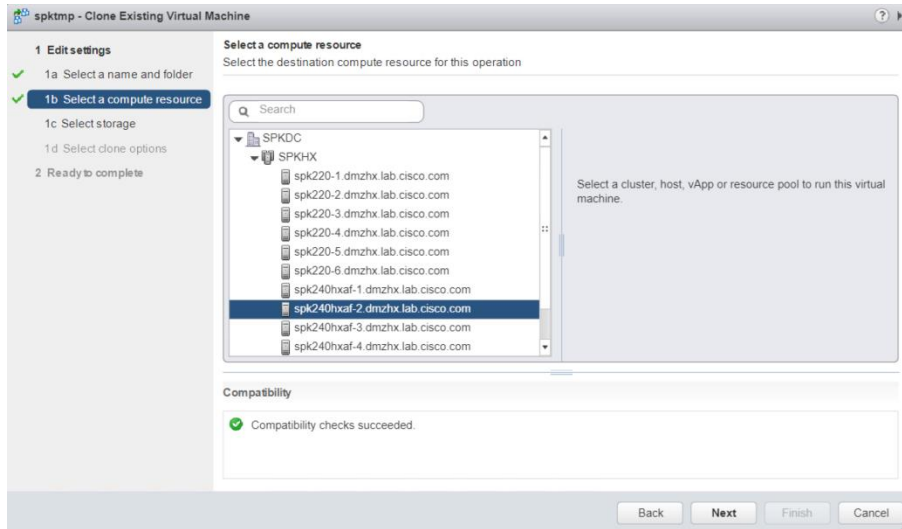 spktmp - Clone Existing Virtual Machine
?
1 Edit settings
1a Select a name and folder
1b Select a compute resource
1c Select storage
1d Select clone options
2 Ready to complete
Select a compute resource
Select the destination compute resource for this operation
Search
SPKDC
SPKHX
spk220-1.dmzhx.lab.cisco.com
spk220-2.dmzhx.lab.cisco.com
spk220-3.dmzhx.lab.cisco.com
spk220-4.dmzhx.lab.cisco.com
spk220-5.dmzhx.lab.cisco.com
spk220-6.dmzhx.lab.cisco.com
spk240hxaf-1.dmzhx.lab.cisco.com
spk240hxaf-2.dmzhx.lab.cisco.com
spk240hxaf-3.dmzhx.lab.cisco.com
spk240hxaf-4.dmzhx.lab.cisco.com
Select a cluster, host, vApp or resource pool to run this virtual
machine.
Compatibility
Compatibility checks succeeded.
Back Next Finish Cancel